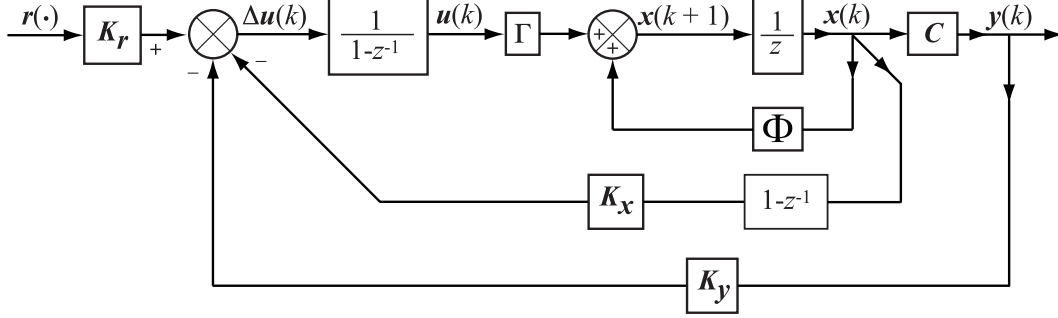 r(·)
K_r
+
−
−
Δu(k)
1
1-z⁻¹
u(k)
Γ
+
+
x(k + 1)
1
z
x(k)
C
y(k)
Φ
K_x
1-z⁻¹
K_y